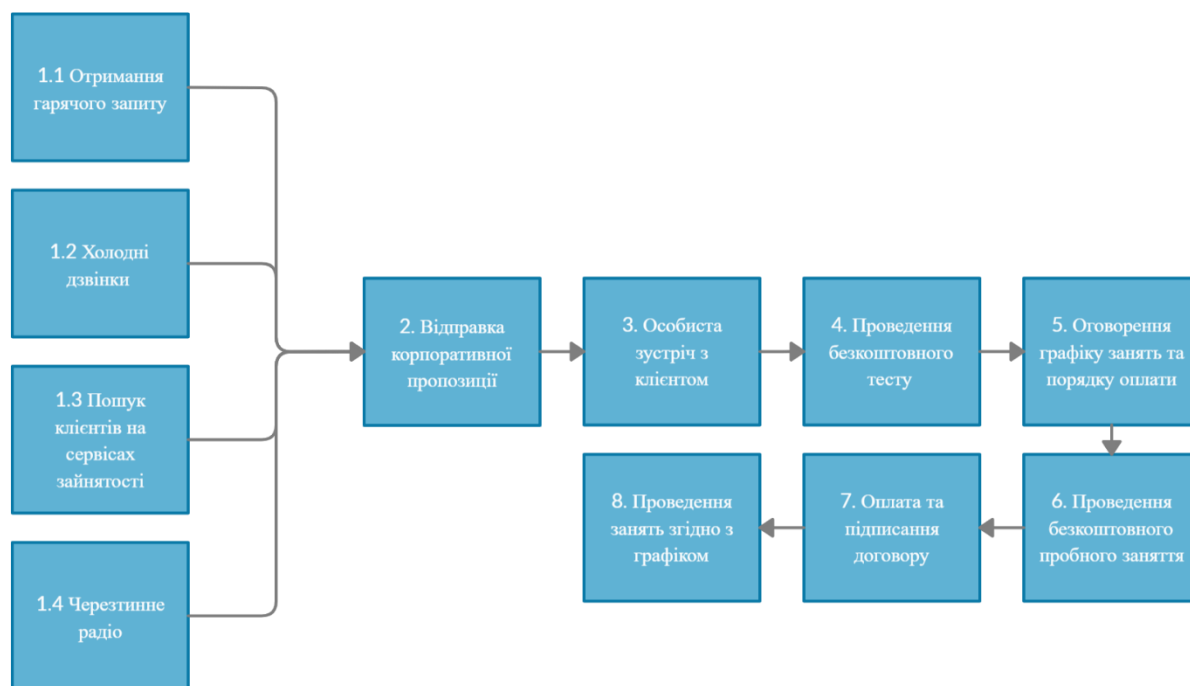 1.1 Отримання
гарячого запиту
1.2 Холодні
дзвінки
1.3 Пошук
клієнтів на
сервісах
зайнятості
1.4 Черезтинне
радіо
2. Відправка
корпоративної
пропозиції
3. Особиста
зустріч з
клієнтом
4. Проведення
безкоштовного
тесту
5. Оговорення
графіку занять та
порядку оплати
6. Проведення
безкоштовного
пробного заняття
7. Оплата та
підписання
договору
8. Проведення
занять згідно з
графіком